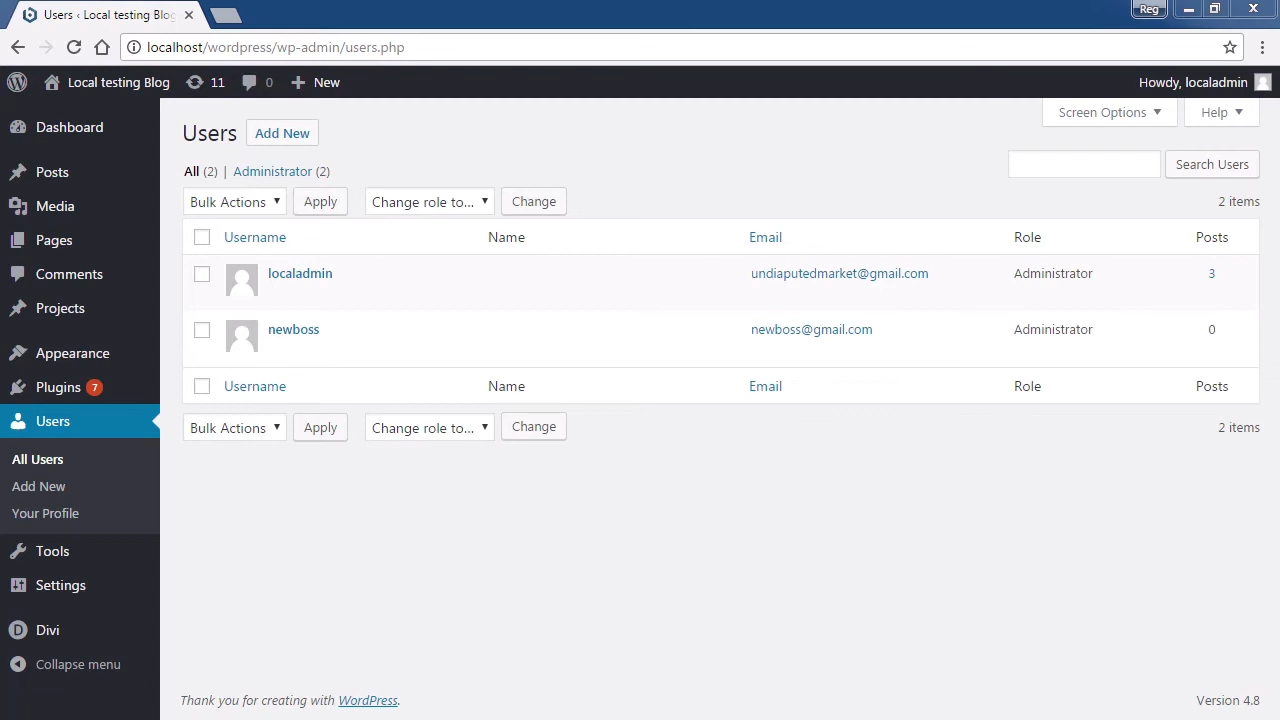 Users ‹ Local testing Blog
Reg
localhost/wordpress/wp-admin/users.php
Local testing Blog 11 0 New
Howdy, localadmin
Dashboard
Posts
Media
Pages
Comments
Projects
Appearance
Plugins 7
Users
All Users
Add New
Your Profile
Tools
Settings
Divi
Collapse menu
Screen Options
Help
Users Add New
All (2) | Administrator (2)
Search Users
Bulk Actions Apply Change role to... Change
2 items
Username Name Email Role Posts
localadmin undiaputedmarket@gmail.com Administrator 3
newboss newboss@gmail.com Administrator 0
Username Name Email Role Posts
Bulk Actions Apply Change role to... Change
2 items
Thank you for creating with WordPress.
Version 4.8